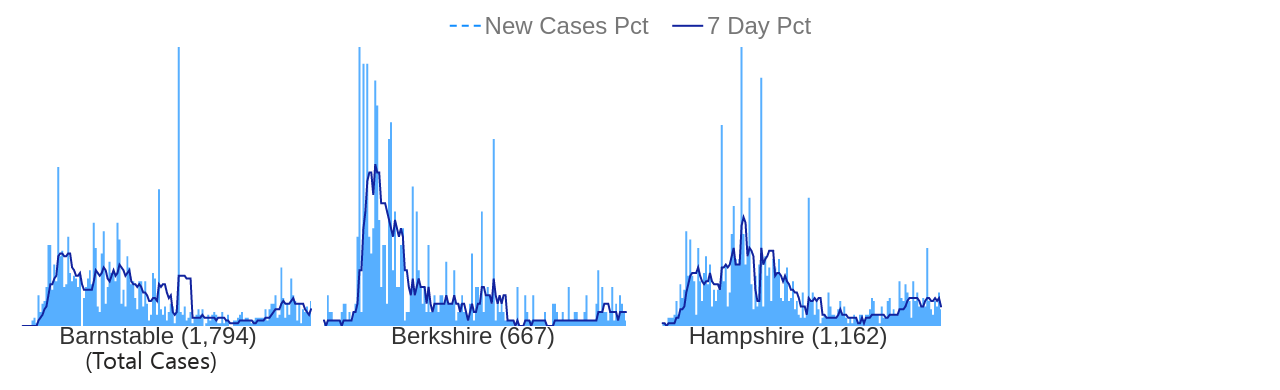 New Cases Pct 7 Day Pct
Barnstable (1,794) Berkshire (667) Hampshire (1,162)
(Total Cases)